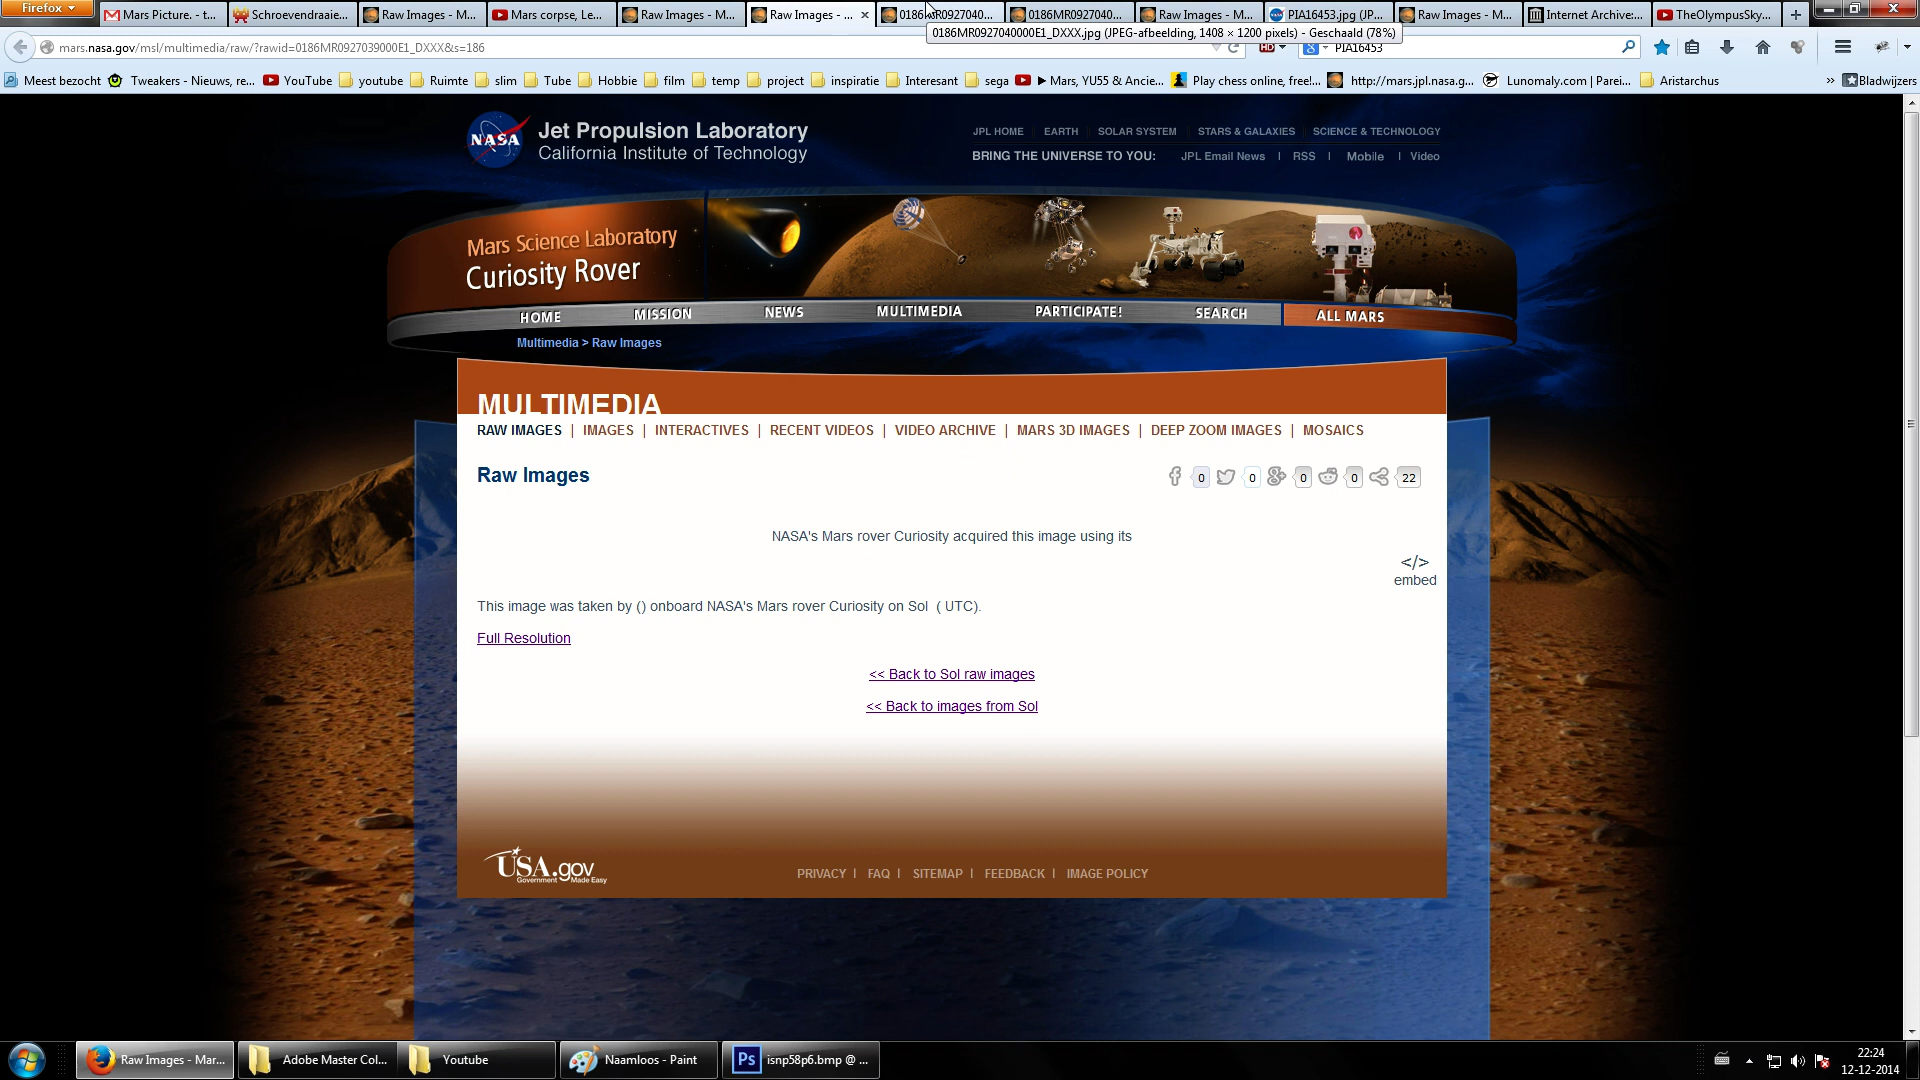 Firefox
Mars Picture. - t...
Schroevendraaie...
Raw Images - M...
Mars corpse, Le...
Raw Images - M...
Raw Images - ...
0186MR0927040...
0186MR0927040...
Raw Images - M...
PIA16453.jpg (JP...
Raw Images - M...
Internet Archive:...
TheOlympusSky...
0186MR0927040000E1_DXXX.jpg (JPEG-afbeelding, 1408 × 1200 pixels) - Geschaald (78%)
mars.nasa.gov/msl/multimedia/raw/?rawid=0186MR0927039000E1_DXXX&s=186
HD
PIA16453
Meest bezocht
Tweakers - Nieuws, re...
YouTube
youtube
Ruimte
slim
Tube
Hobbie
film
temp
project
inspiratie
Interesant
sega
▶ Mars, YU55 & Ancie...
Play chess online, free!...
http://mars.jpl.nasa.g...
Lunomaly.com | Parei...
Aristarchus
»
Bladwijzers
NASA
Jet Propulsion Laboratory
California Institute of Technology
JPL HOME EARTH SOLAR SYSTEM STARS & GALAXIES SCIENCE & TECHNOLOGY
BRING THE UNIVERSE TO YOU: JPL Email News | RSS | Mobile | Video
Mars Science Laboratory
Curiosity Rover
HOME MISSION NEWS MULTIMEDIA PARTICIPATE! SEARCH ALL MARS
Multimedia > Raw Images
MULTIMEDIA
RAW IMAGES | IMAGES | INTERACTIVES | RECENT VIDEOS | VIDEO ARCHIVE | MARS 3D IMAGES | DEEP ZOOM IMAGES | MOSAICS
Raw Images
0 0 0 0 22
NASA's Mars rover Curiosity acquired this image using its
</>
embed
This image was taken by () onboard NASA's Mars rover Curiosity on Sol ( UTC).
Full Resolution
<< Back to Sol raw images
<< Back to images from Sol
USA.gov
Government Made Easy
PRIVACY | FAQ | SITEMAP | FEEDBACK | IMAGE POLICY
Raw Images - Mar...
Adobe Master Col...
Youtube
Naamloos - Paint
Ps
isnp58p6.bmp @ ...
22:24
12-12-2014